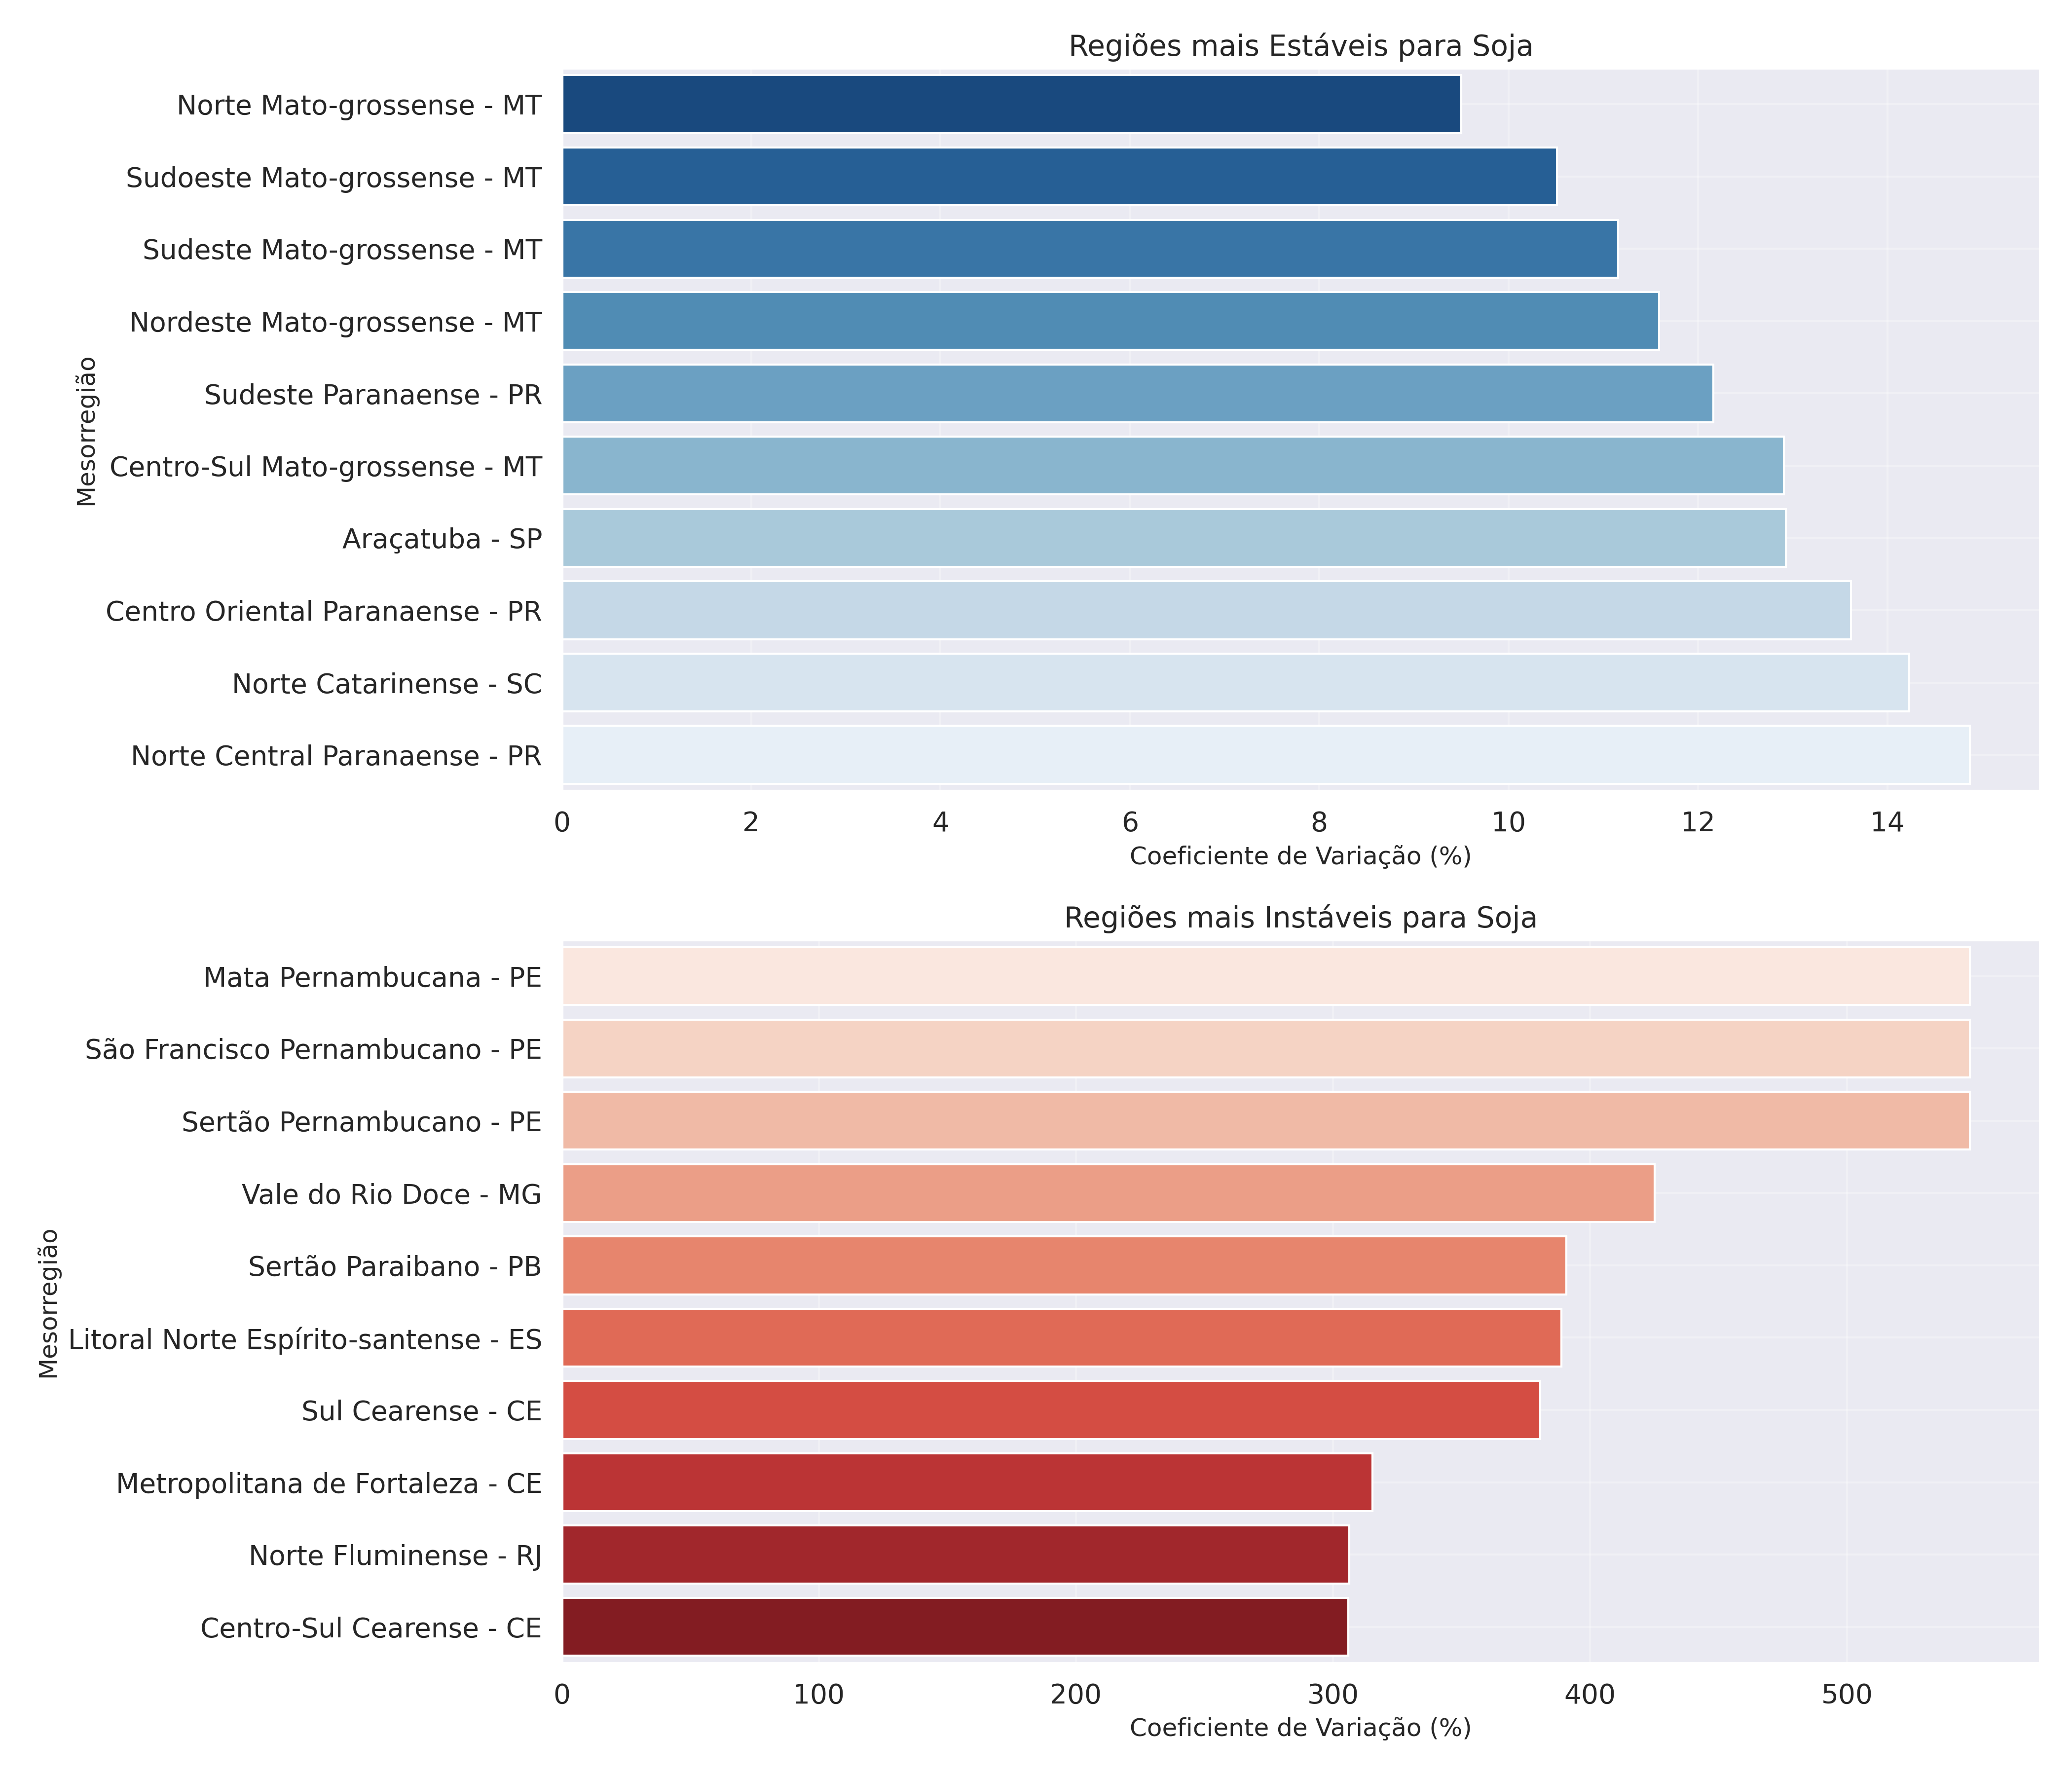 Regiões mais Estáveis para Soja
Mesorregião
Norte Mato-grossense - MT
Sudoeste Mato-grossense - MT
Sudeste Mato-grossense - MT
Nordeste Mato-grossense - MT
Sudeste Paranaense - PR
Centro-Sul Mato-grossense - MT
Araçatuba - SP
Centro Oriental Paranaense - PR
Norte Catarinense - SC
Norte Central Paranaense - PR
0 2 4 6 8 10 12 14
Coeficiente de Variação (%)
Regiões mais Instáveis para Soja
Mesorregião
Mata Pernambucana - PE
São Francisco Pernambucano - PE
Sertão Pernambucano - PE
Vale do Rio Doce - MG
Sertão Paraibano - PB
Litoral Norte Espírito-santense - ES
Sul Cearense - CE
Metropolitana de Fortaleza - CE
Norte Fluminense - RJ
Centro-Sul Cearense - CE
0 100 200 300 400 500
Coeficiente de Variação (%)